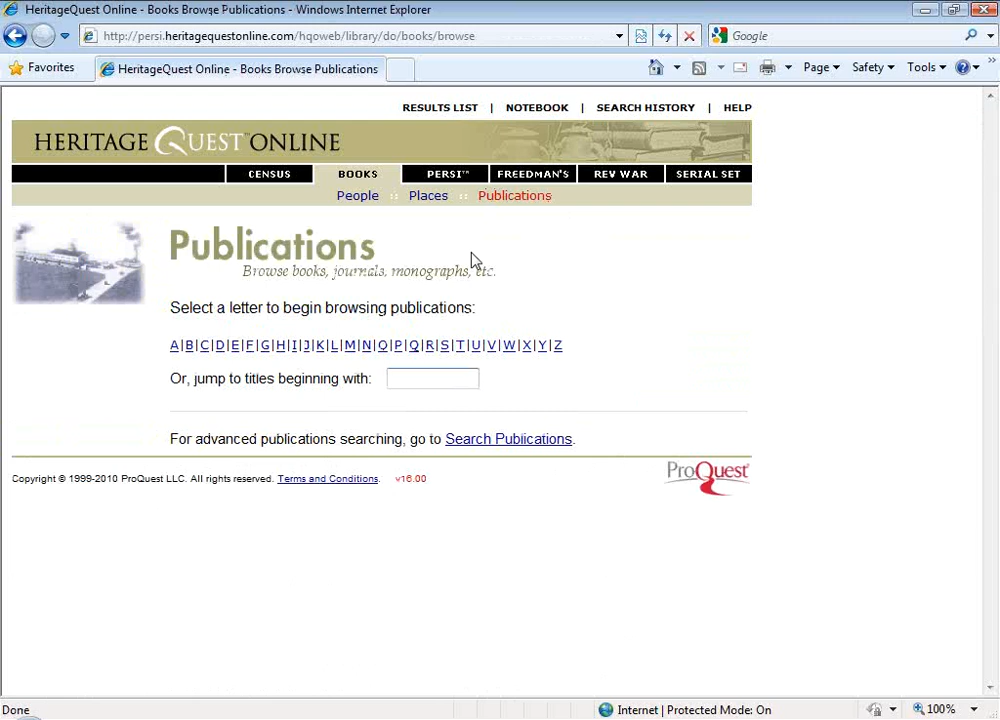 HeritageQuest Online - Books Browse Publications - Windows Internet Explorer
http://persi.heritagequestonline.com/hqoweb/library/do/books/browse
Google
Favorites
HeritageQuest Online - Books Browse Publications
Page
Safety
Tools
RESULTS LIST | NOTEBOOK | SEARCH HISTORY | HELP
HERITAGE QUEST™ONLINE
CENSUS BOOKS PERSI™ FREEDMAN'S REV WAR SERIAL SET
People :: Places :: Publications
Publications
Browse books, journals, monographs, etc.
Select a letter to begin browsing publications:
A|B|C|D|E|F|G|H|I|J|K|L|M|N|O|P|Q|R|S|T|U|V|W|X|Y|Z
Or, jump to titles beginning with:
For advanced publications searching, go to Search Publications.
Copyright © 1999-2010 ProQuest LLC. All rights reserved. Terms and Conditions. v16.00
ProQuest
Done
Internet | Protected Mode: On
100%